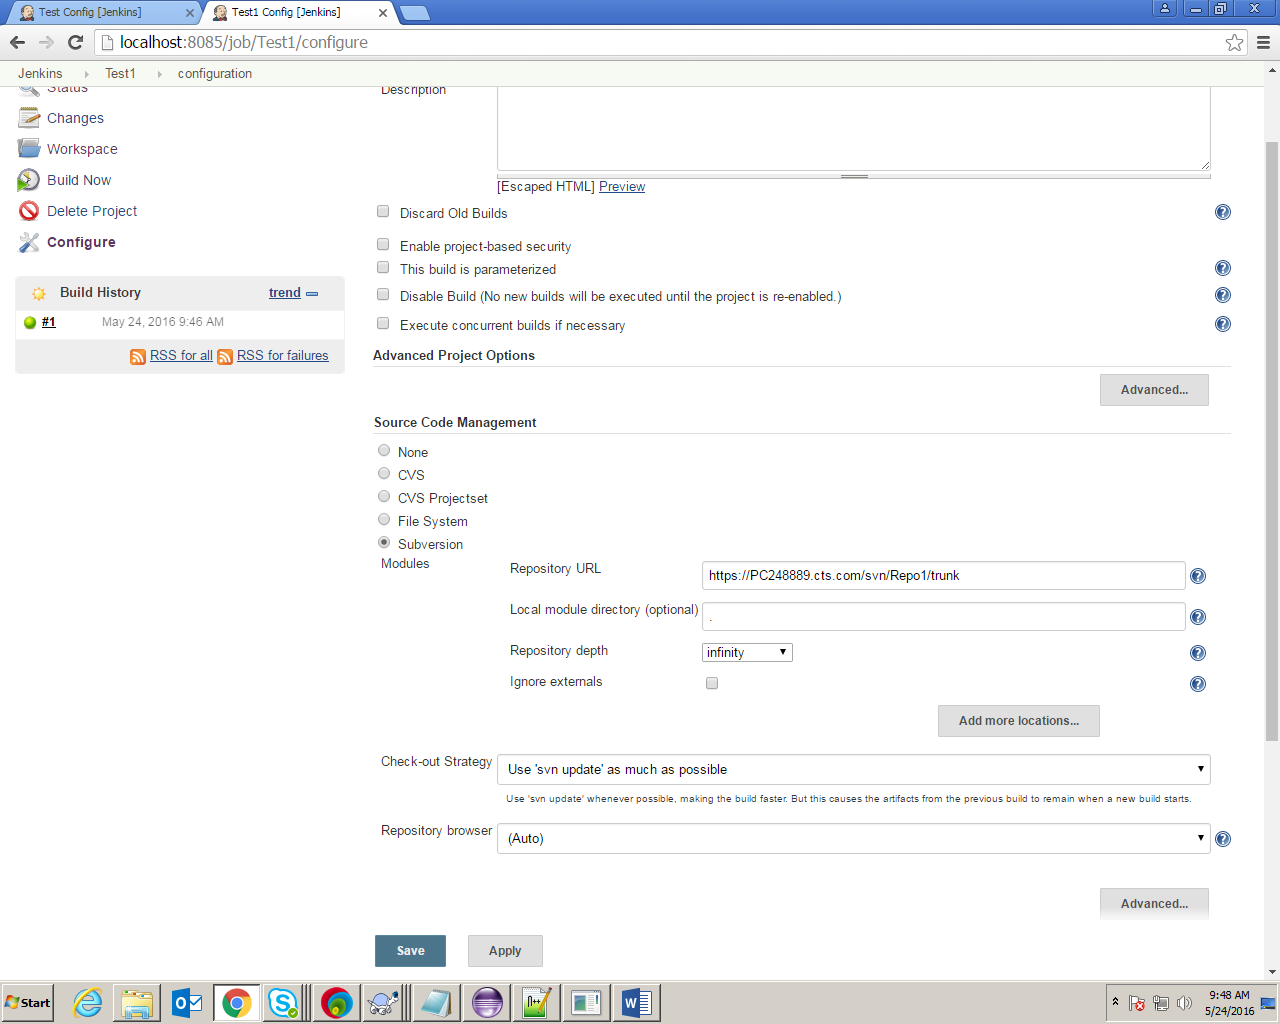 Test Config [Jenkins]
Test1 Config [Jenkins]
localhost:8085/job/Test1/configure
Jenkins
Test1
configuration
Status
Changes
Workspace
Build Now
Delete Project
Configure
Build History
trend
#1
May 24, 2016 9:46 AM
RSS for all
RSS for failures
Description
[Escaped HTML] Preview
Discard Old Builds
Enable project-based security
This build is parameterized
Disable Build (No new builds will be executed until the project is re-enabled.)
Execute concurrent builds if necessary
Advanced Project Options
Advanced...
Source Code Management
None
CVS
CVS Projectset
File System
Subversion
Modules
Repository URL
https://PC248889.cts.com/svn/Repo1/trunk
Local module directory (optional)
.
Repository depth
infinity
Ignore externals
Add more locations...
Check-out Strategy
Use 'svn update' as much as possible
Use 'svn update' whenever possible, making the build faster. But this causes the artifacts from the previous build to remain when a new build starts.
Repository browser
(Auto)
Advanced...
Save
Apply
Start
9:48 AM
5/24/2016